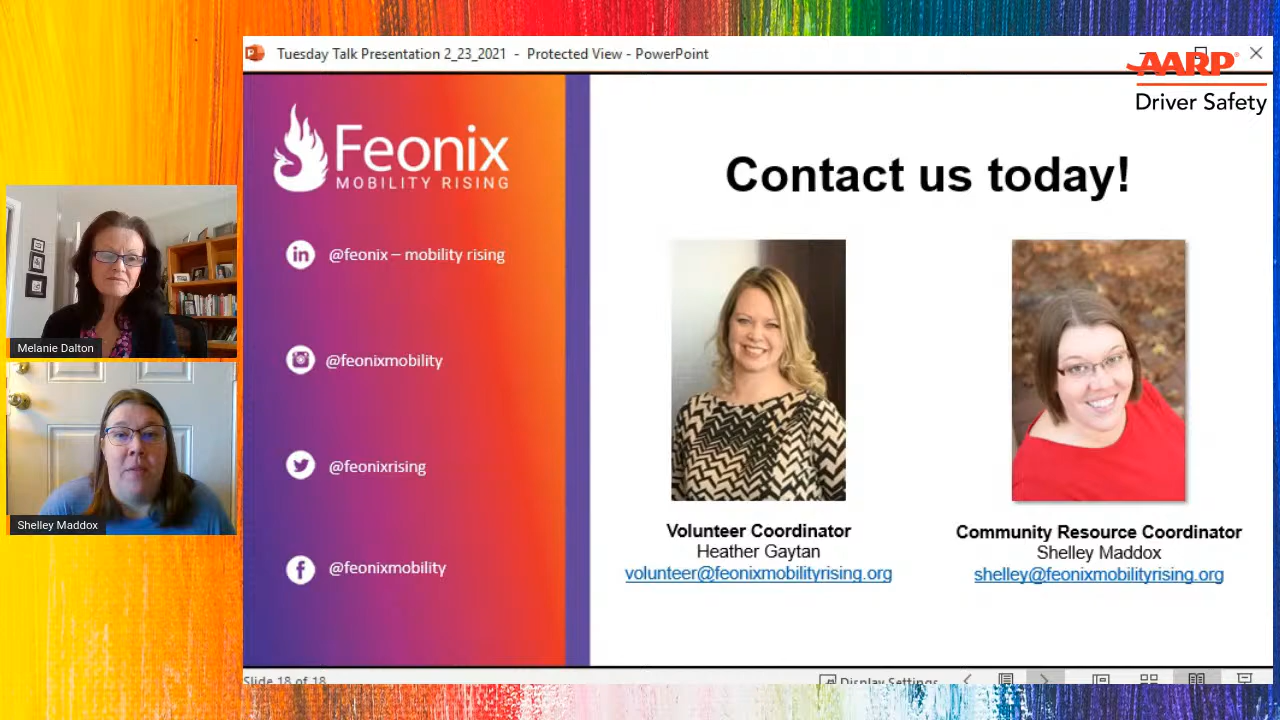 Tuesday Talk Presentation 2_23_2021 - Protected View - PowerPoint
AARP®
Driver Safety
Feonix
MOBILITY RISING
in @feonix – mobility rising
@feonixmobility
@feonixrising
f @feonixmobility
Contact us today!
Volunteer Coordinator
Heather Gaytan
volunteer@feonixmobilityrising.org
Community Resource Coordinator
Shelley Maddox
shelley@feonixmobilityrising.org
Melanie Dalton
Shelley Maddox
Slide 18 of 18
Display Settings